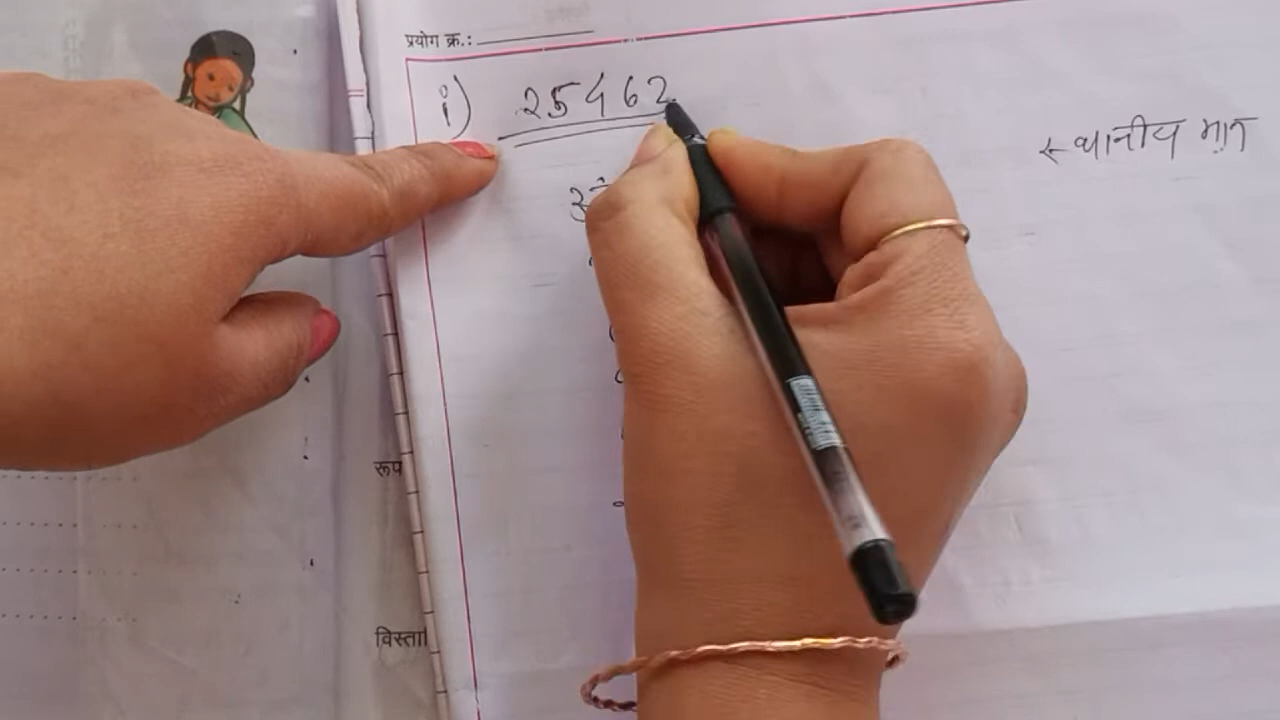 प्रयोग क्र.:
i) 25462
स्थानीय मान
रूप
विस्ता